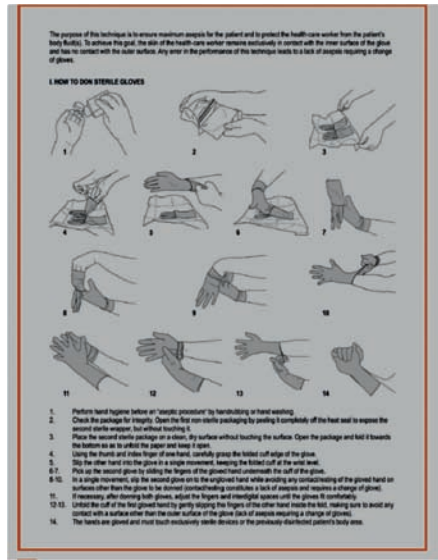 The purpose of this technique is to ensure maximum asepsis for the patient and to protect the health-care worker from the patient's
body fluid(s). To achieve this goal, the skin of the health-care worker remains exclusively in contact with the inner surface of the glove
and has no contact with the outer surface. Any error in the performance of this technique leads to a lack of asepsis requiring a change
of gloves.
I. HOW TO DON STERILE GLOVES
1
2
3
4
5
6
7
8
9
10
11
12
13
14
1. Perform hand hygiene before an "aseptic procedure" by handrubbing or hand washing.
2. Check the package for integrity. Open the first non-sterile packaging by peeling it completely off the heat seal to expose the
second sterile wrapper, but without touching it.
3. Place the second sterile package on a clean, dry surface without touching the surface. Open the package and fold it towards
the bottom so as to unfold the paper and keep it open.
4. Using the thumb and index finger of one hand, carefully grasp the folded cuff edge of the glove.
5. Slip the other hand into the glove in a single movement, keeping the folded cuff at the wrist level.
6-7. Pick up the second glove by sliding the fingers of the gloved hand underneath the cuff of the glove.
8-10. In a single movement, slip the second glove on to the ungloved hand while avoiding any contact/resting of the gloved hand on
surfaces other than the glove to be donned (contact/resting constitutes a lack of asepsis and requires a change of glove).
11. If necessary, after donning both gloves, adjust the fingers and interdigital spaces until the gloves fit comfortably.
12-13. Unfold the cuff of the first gloved hand by gently slipping the fingers of the other hand inside the fold, making sure to avoid any
contact with a surface other than the outer surface of the glove (lack of asepsis requiring a change of gloves).
14. The hands are gloved and must touch exclusively sterile devices or the previously-disinfected patient's body area.